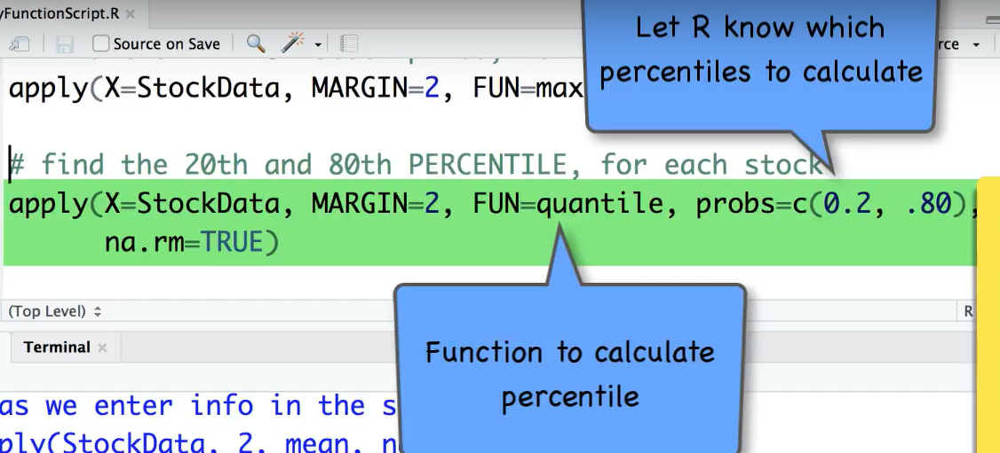 yFunctionScript.R
Source on Save
rce
Let R know which
percentiles to calculate
apply(X=StockData, MARGIN=2, FUN=max
# find the 20th and 80th PERCENTILE, for each stock
apply(X=StockData, MARGIN=2, FUN=quantile, probs=c(0.2, .80),
na.rm=TRUE)
(Top Level)
R
Terminal
Function to calculate
percentile
as we enter info in the s
ply(StockData, 2, mean, n